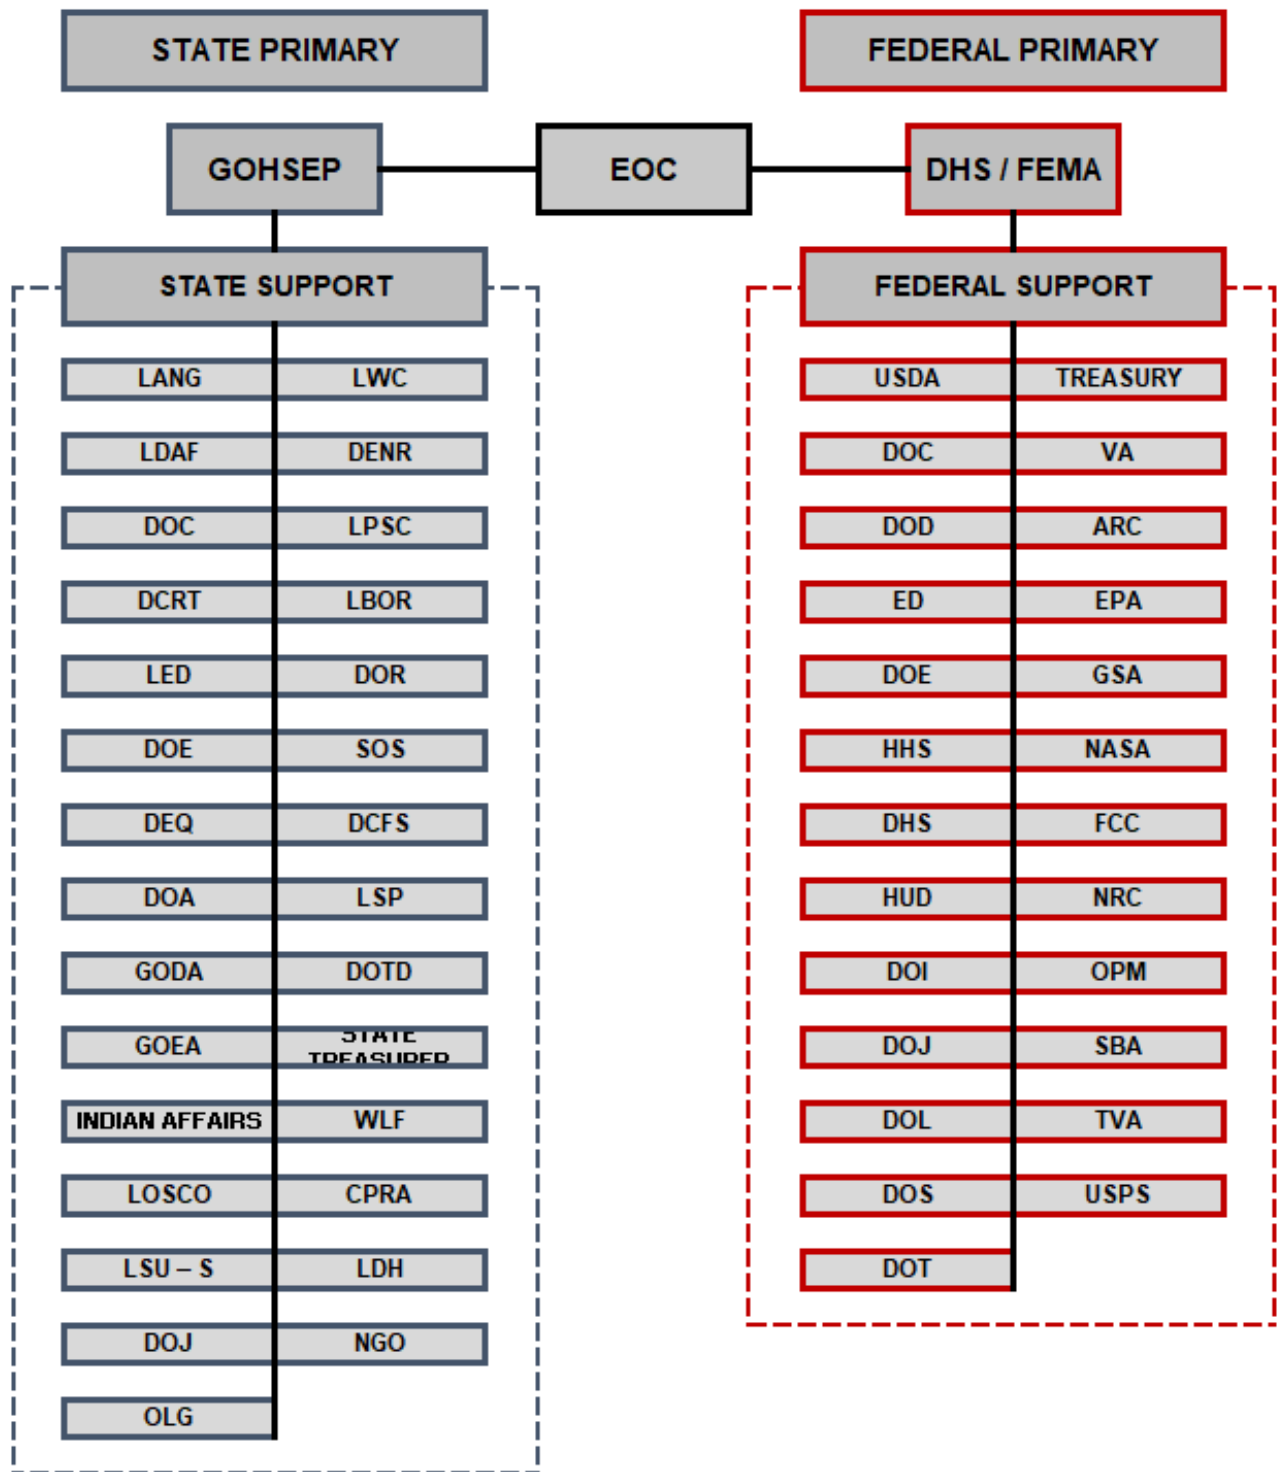 STATE PRIMARY
FEDERAL PRIMARY
GOHSEP
EOC
DHS / FEMA
STATE SUPPORT
LANG
LWC
LDAF
DENR
DOC
LPSC
DCRT
LBOR
LED
DOR
DOE
SOS
DEQ
DCFS
DOA
LSP
GODA
DOTD
GOEA
STATE
TREASURER
INDIAN AFFAIRS
WLF
LOSCO
CPRA
LSU – S
LDH
DOJ
NGO
OLG
FEDERAL SUPPORT
USDA
TREASURY
DOC
VA
DOD
ARC
ED
EPA
DOE
GSA
HHS
NASA
DHS
FCC
HUD
NRC
DOI
OPM
DOJ
SBA
DOL
TVA
DOS
USPS
DOT